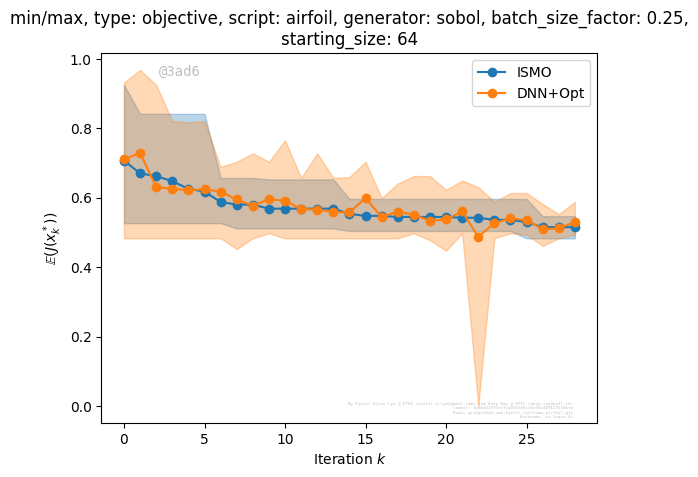 min/max, type: objective, script: airfoil, generator: sobol, batch_size_factor: 0.25,
starting_size: 64
@3ad6
ISMO
DNN+Opt
1.0
0.8
0.6
0.4
0.2
0.0
𝔼(J(x_k^*))
0 5 10 15 20 25
Iteration k